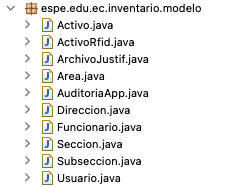 espe.edu.ec.inventario.modelo
Activo.java
ActivoRfid.java
ArchivoJustif.java
Area.java
AuditoriaApp.java
Direccion.java
Funcionario.java
Seccion.java
Subseccion.java
Usuario.java